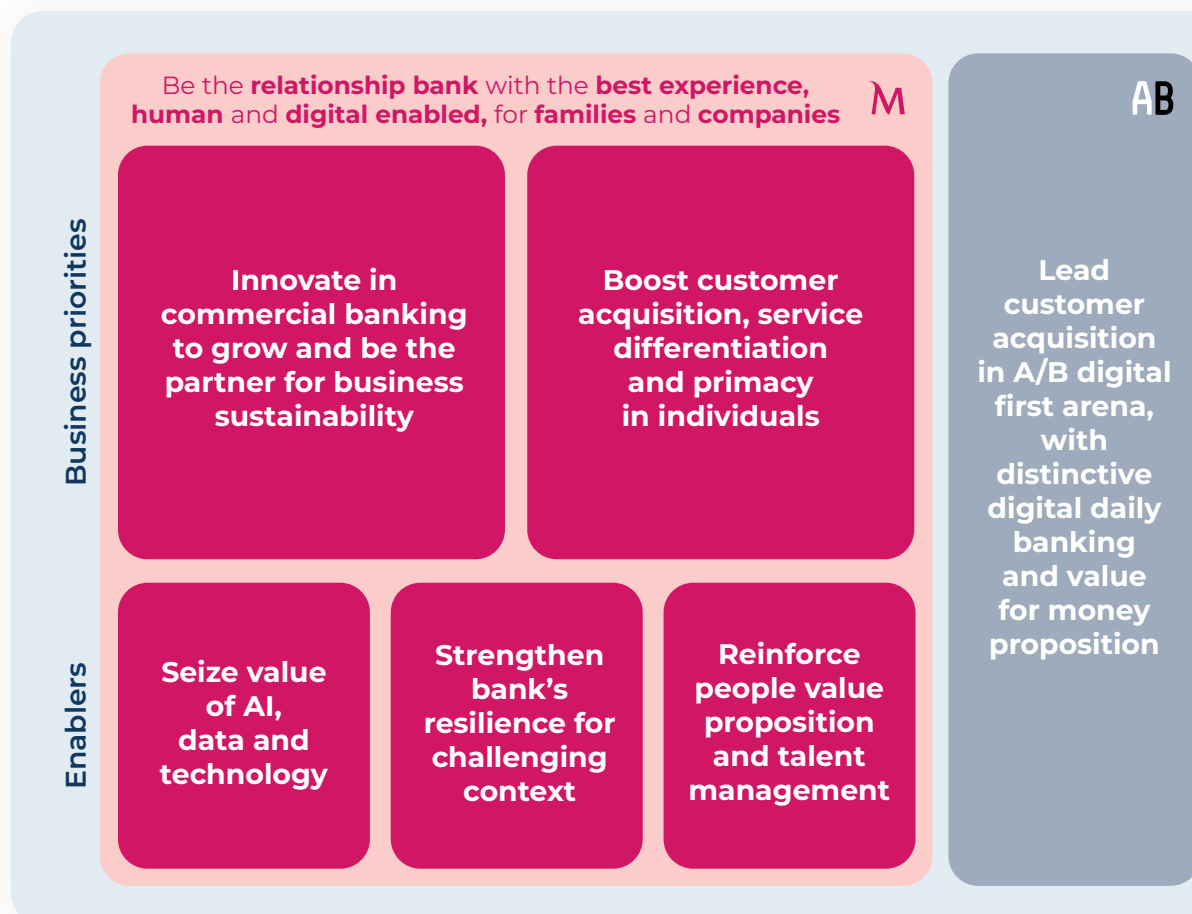 Be the relationship bank with the best experience,
human and digital enabled, for families and companies
M
AB
Business priorities
Innovate in
commercial banking
to grow and be the
partner for business
sustainability
Boost customer
acquisition, service
differentiation
and primacy
in individuals
Lead
customer
acquisition
in A/B digital
first arena,
with
distinctive
digital daily
banking
and value
for money
proposition
Enablers
Seize value
of AI,
data and
technology
Strengthen
bank’s
resilience for
challenging
context
Reinforce
people value
proposition
and talent
management